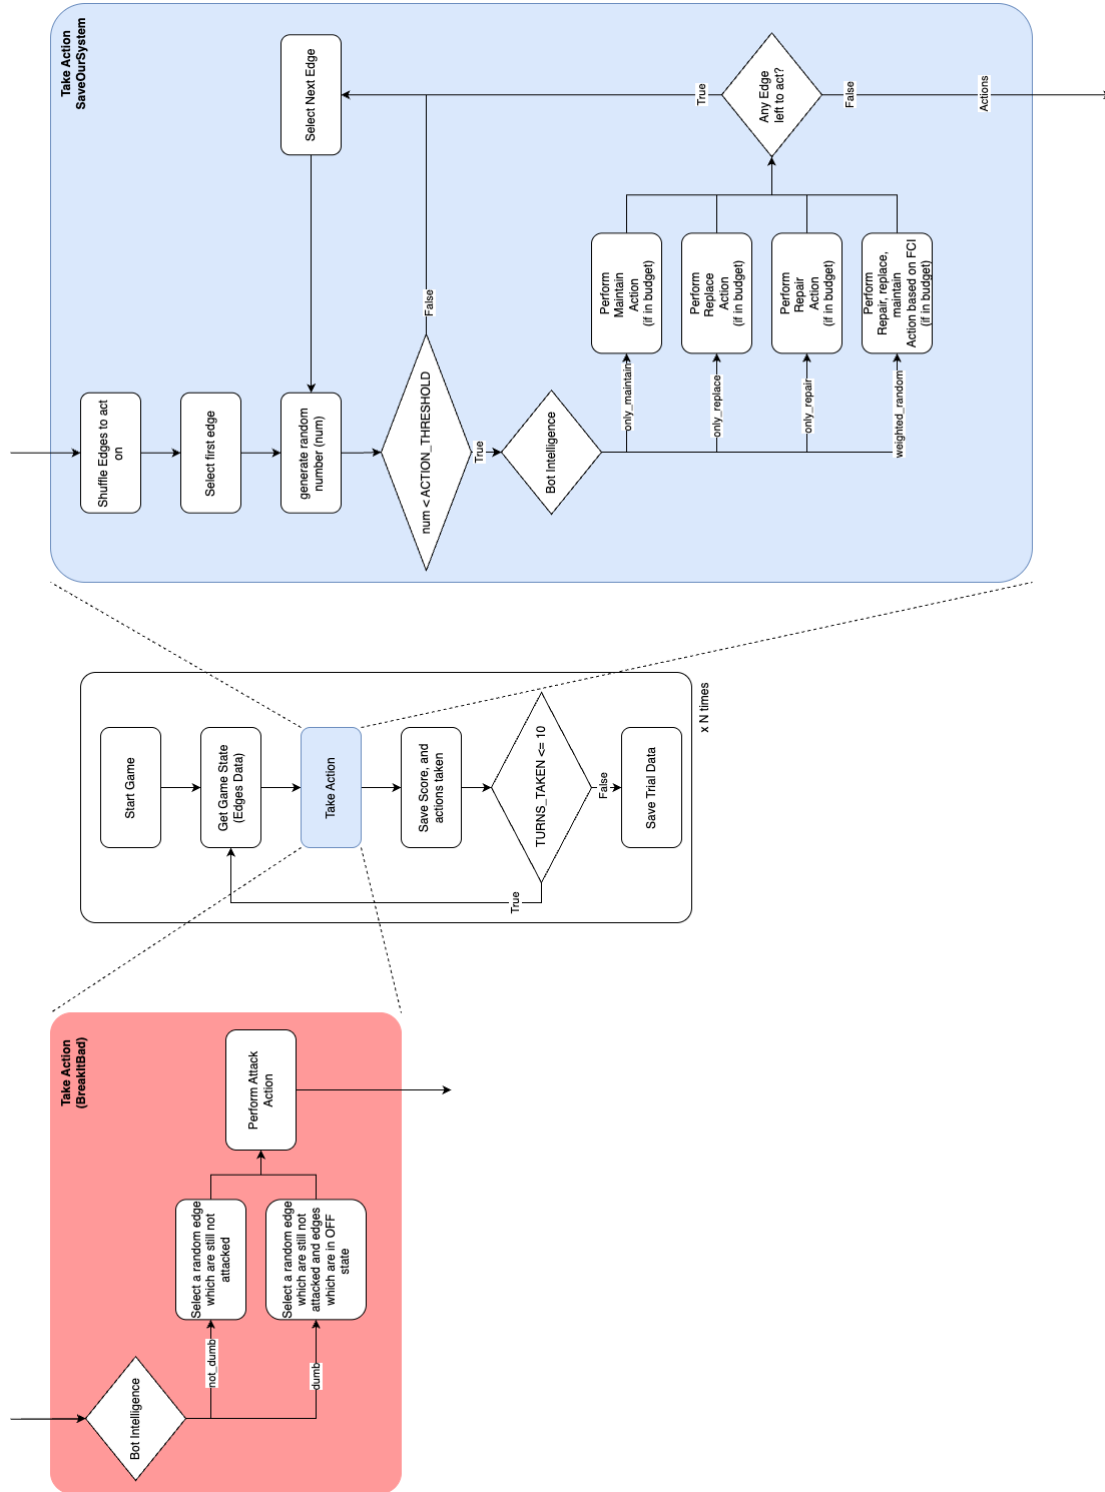 Take Action
(BreakItBad)
Bot Intelligence
not_dumb
dumb
Select a random edge
which are still not
attacked
Select a random edge
which are still not
attacked and edges
which are in OFF
state
Perform Attack
Action
Start Game
Get Game State
(Edges Data)
Take Action
Save Score, and
actions taken
TURNS_TAKEN <= 10
True
False
Save Trial Data
x N times
Take Action
SaveOurSystem
Shuffle Edges to act
on
Select first edge
generate random
number (num)
Select Next Edge
num < ACTION_THRESHOLD
False
True
Bot Intelligence
only_maintain
only_replace
only_repair
weighted_random
Perform
Maintain
Action
(if in budget)
Perform
Replace
Action
(if in budget)
Perform
Repair
Action
(if in budget)
Perform
Repair, replace,
maintain
Action based on FCI
(if in budget)
Any Edge
left to act?
True
False
Actions